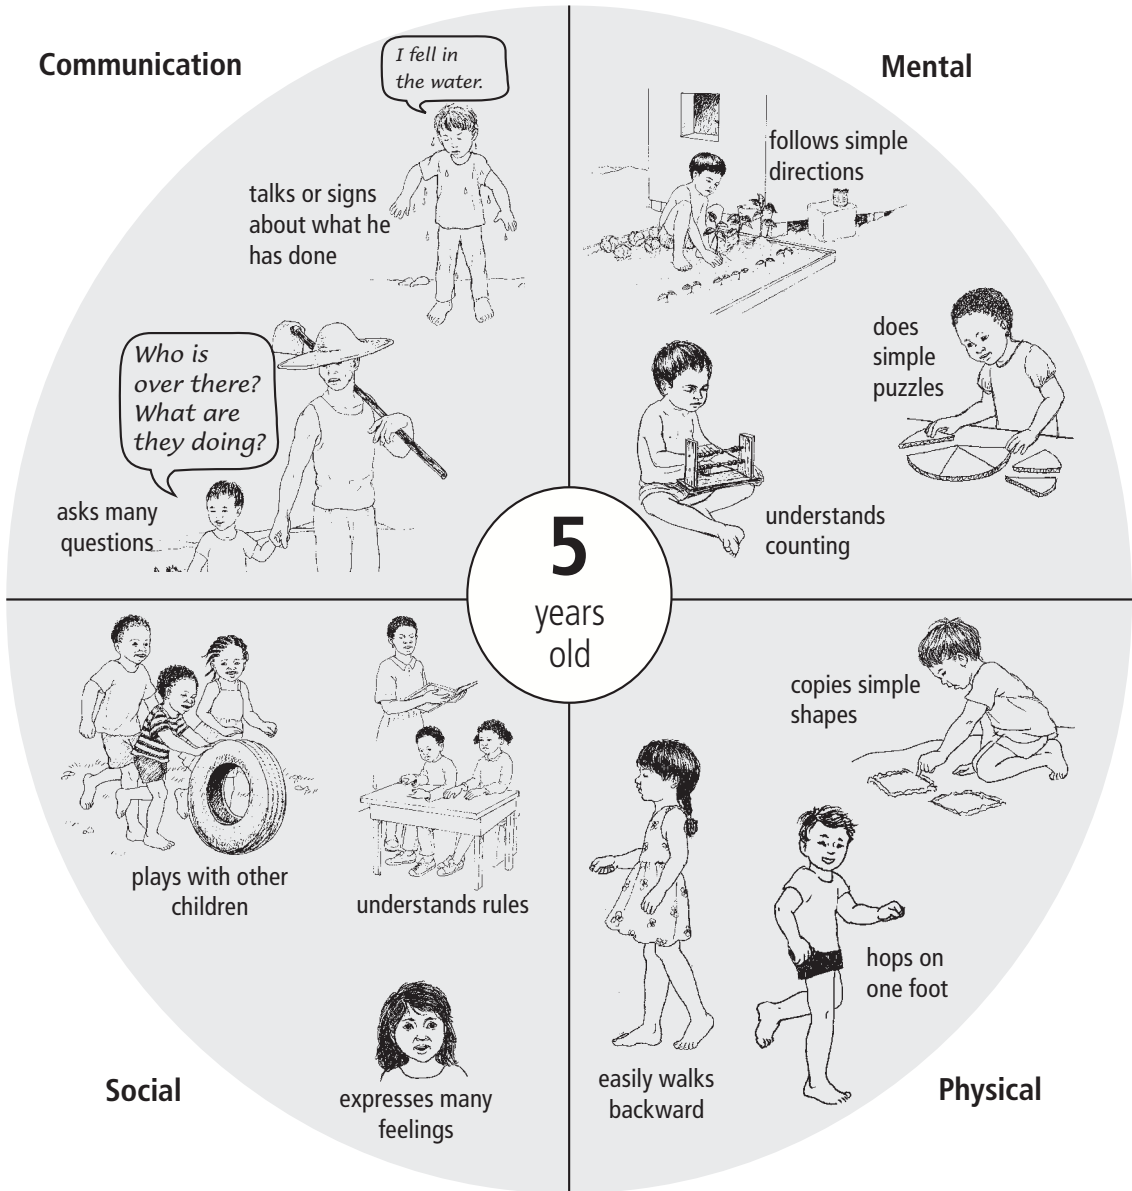 Communication
I fell in
the water.
talks or signs
about what he
has done
Who is
over there?
What are
they doing?
asks many
questions
Mental
follows simple
directions
does
simple
puzzles
understands
counting
5
years
old
plays with other
children
understands rules
expresses many
feelings
Social
copies simple
shapes
hops on
one foot
easily walks
backward
Physical